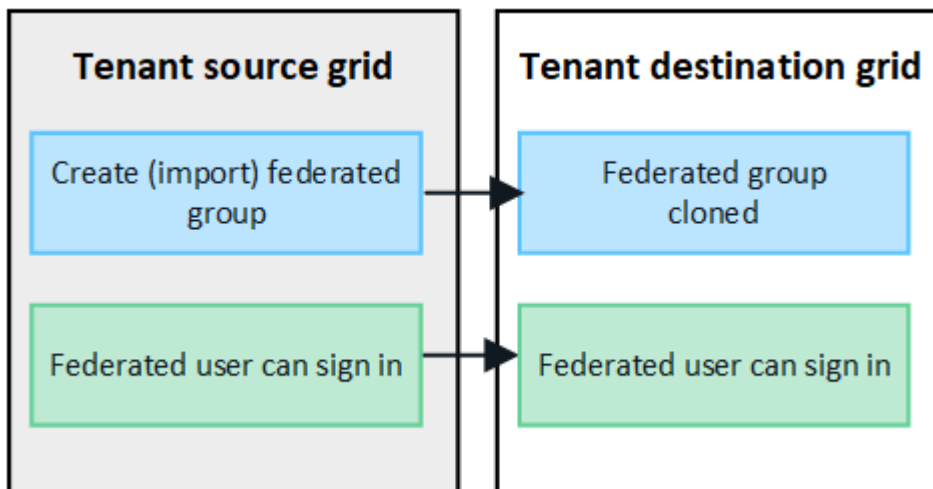 Tenant source grid
Create (import) federated
group
Federated user can sign in
Tenant destination grid
Federated group
cloned
Federated user can sign in